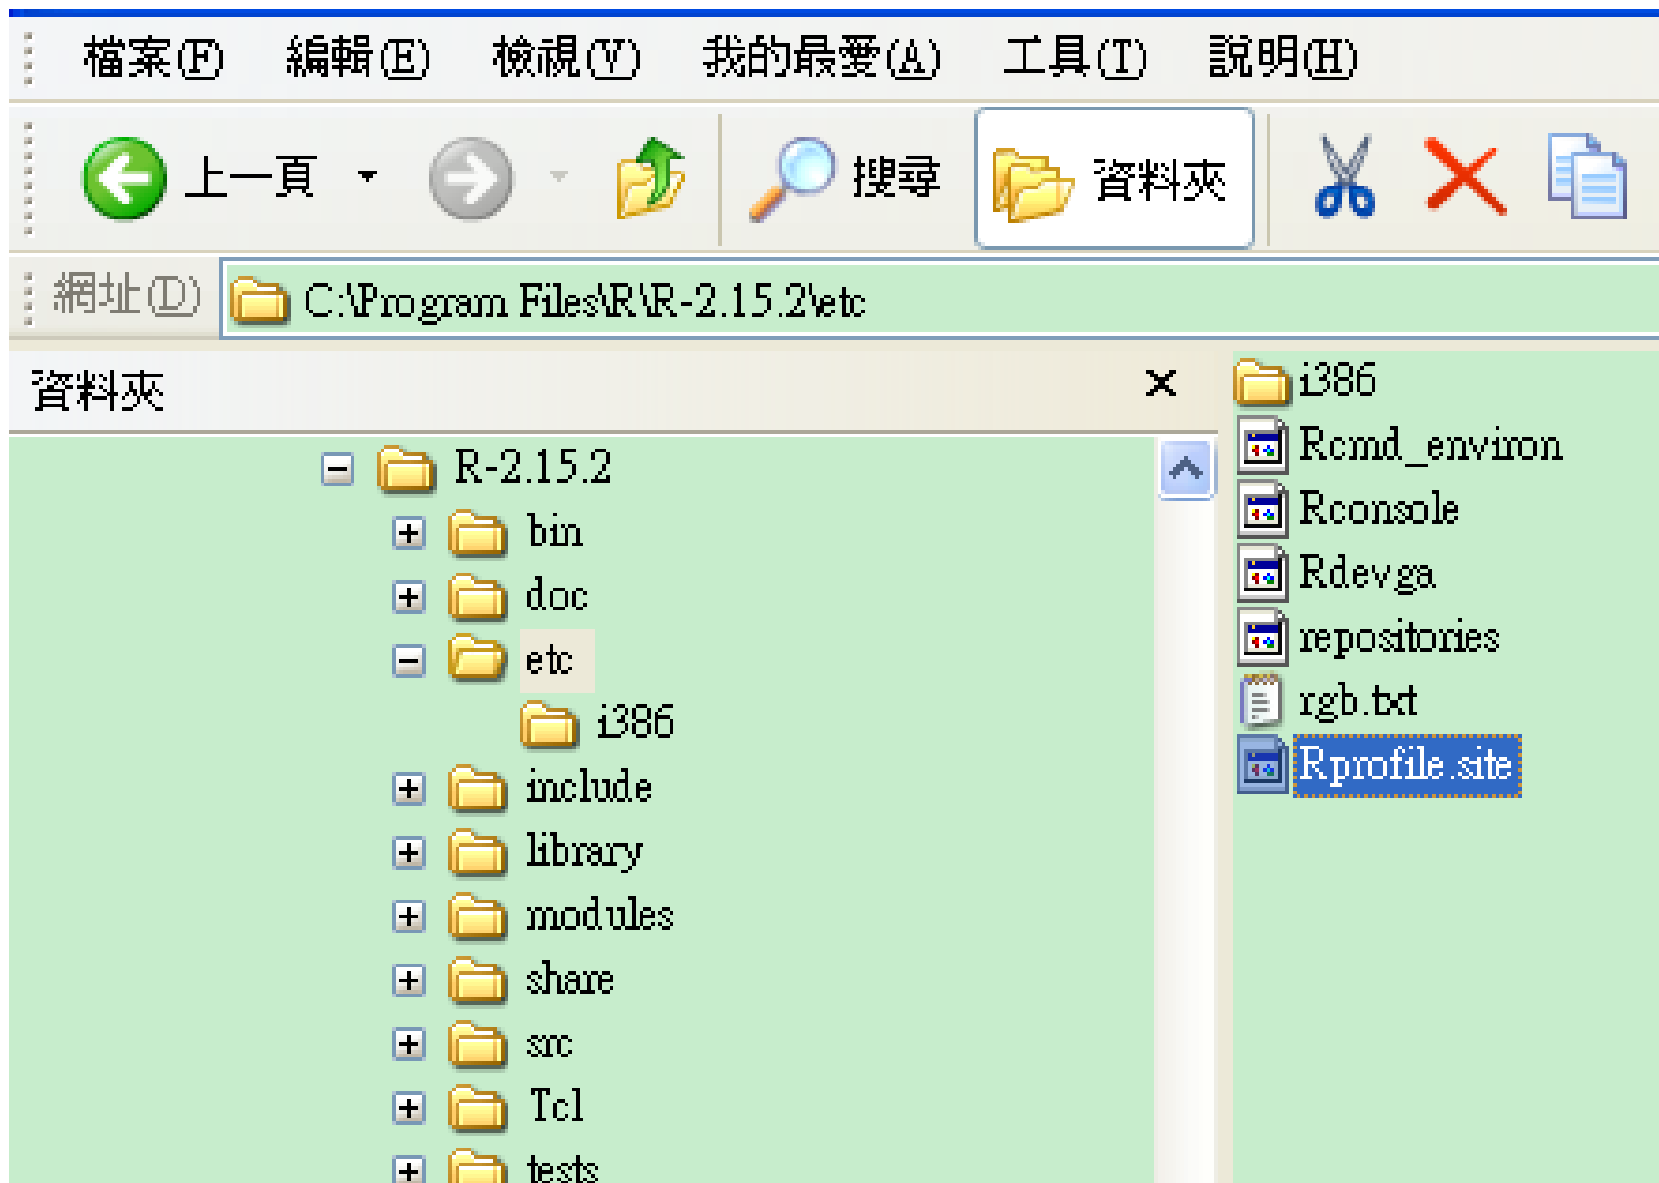 檔案(F) 編輯(E) 檢視(V) 我的最愛(A) 工具(T) 說明(H)
上一頁 搜尋 資料夾
網址(D) C:\Program Files\R\R-2.15.2\etc
資料夾
R-2.15.2
bin
doc
etc
i386
include
library
modules
share
src
Tcl
tests
i386
Rcmd_environ
Rconsole
Rdevga
repositories
rgb.txt
Rprofile.site